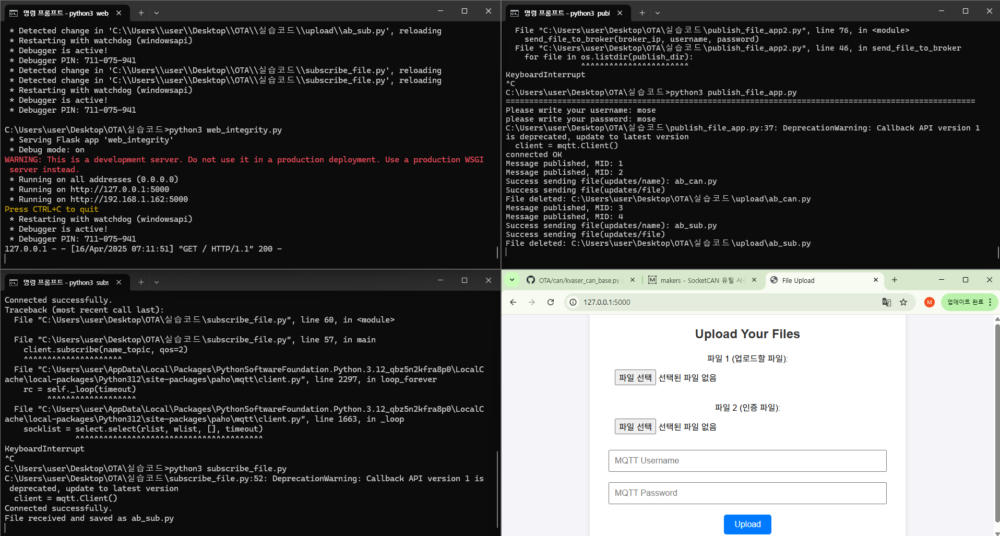 명령 프롬프트 - python3 web_
* Detected change in 'C:\\Users\\user\\Desktop\\OTA\\실습코드\\upload\\ab_sub.py', reloading
* Restarting with watchdog (windowsapi)
* Debugger is active!
* Debugger PIN: 711-075-941
* Detected change in 'C:\\Users\\user\\Desktop\\OTA\\실습코드\\subscribe_file.py', reloading
* Detected change in 'C:\\Users\\user\\Desktop\\OTA\\실습코드\\subscribe_file.py', reloading
* Restarting with watchdog (windowsapi)
* Debugger is active!
* Debugger PIN: 711-075-941
C:\Users\user\Desktop\OTA\실습코드>python3 web_integrity.py
* Serving Flask app 'web_integrity'
* Debug mode: on
WARNING: This is a development server. Do not use it in a production deployment. Use a production WSGI
server instead.
* Running on all addresses (0.0.0.0)
* Running on http://127.0.0.1:5000
* Running on http://192.168.1.162:5000
Press CTRL+C to quit
* Restarting with watchdog (windowsapi)
* Debugger is active!
* Debugger PIN: 711-075-941
127.0.0.1 - - [16/Apr/2025 07:11:51] "GET / HTTP/1.1" 200 -
명령 프롬프트 - python3 publ
File "C:\Users\user\Desktop\OTA\실습코드\publish_file_app2.py", line 76, in <module>
send_file_to_broker(broker_ip, username, password)
File "C:\Users\user\Desktop\OTA\실습코드\publish_file_app2.py", line 46, in send_file_to_broker
for file in os.listdir(publish_dir):
^^^^^^^^^^^^^^^^^^^^^^^
KeyboardInterrupt
^C
C:\Users\user\Desktop\OTA\실습코드>python3 publish_file_app.py
====================================================================================================
Please write your username: mose
please write your password: mose
C:\Users\user\Desktop\OTA\실습코드\publish_file_app.py:37: DeprecationWarning: Callback API version 1
is deprecated, update to latest version
client = mqtt.Client()
connected OK
Message published, MID: 1
Message published, MID: 2
Success sending file(updates/name): ab_can.py
Success sending file(updates/file)
File deleted: C:\Users\user\Desktop\OTA\실습코드\upload\ab_can.py
Message published, MID: 3
Message published, MID: 4
Success sending file(updates/name): ab_sub.py
Success sending file(updates/file)
File deleted: C:\Users\user\Desktop\OTA\실습코드\upload\ab_sub.py
명령 프롬프트 - python3 subs
Connected successfully.
Traceback (most recent call last):
File "C:\Users\user\Desktop\OTA\실습코드\subscribe_file.py", line 60, in <module>
File "C:\Users\user\Desktop\OTA\실습코드\subscribe_file.py", line 57, in main
client.subscribe(name_topic, qos=2)
^^^^^^^^^^^^^^^^^^^^^
File "C:\Users\user\AppData\Local\Packages\PythonSoftwareFoundation.Python.3.12_qbz5n2kfra8p0\LocalC
ache\local-packages\Python312\site-packages\paho\mqtt\client.py", line 2297, in loop_forever
rc = self._loop(timeout)
^^^^^^^^^^^^^^^^^^^
File "C:\Users\user\AppData\Local\Packages\PythonSoftwareFoundation.Python.3.12_qbz5n2kfra8p0\LocalC
ache\local-packages\Python312\site-packages\paho\mqtt\client.py", line 1663, in _loop
socklist = select.select(rlist, wlist, [], timeout)
^^^^^^^^^^^^^^^^^^^^^^^^^^^^^^^^^^^^^^^^
KeyboardInterrupt
^C
C:\Users\user\Desktop\OTA\실습코드>python3 subscribe_file.py
C:\Users\user\Desktop\OTA\실습코드\subscribe_file.py:52: DeprecationWarning: Callback API version 1 is
deprecated, update to latest version
client = mqtt.Client()
Connected successfully.
File received and saved as ab_sub.py
OTA/can/kvaser_can_base.py
makers - SocketCAN 유틸 사
File Upload
127.0.0.1:5000
M
업데이트 완료
Upload Your Files
파일 1 (업로드할 파일):
파일 선택 선택된 파일 없음
파일 2 (인증 파일):
파일 선택 선택된 파일 없음
MQTT Username
MQTT Password
Upload